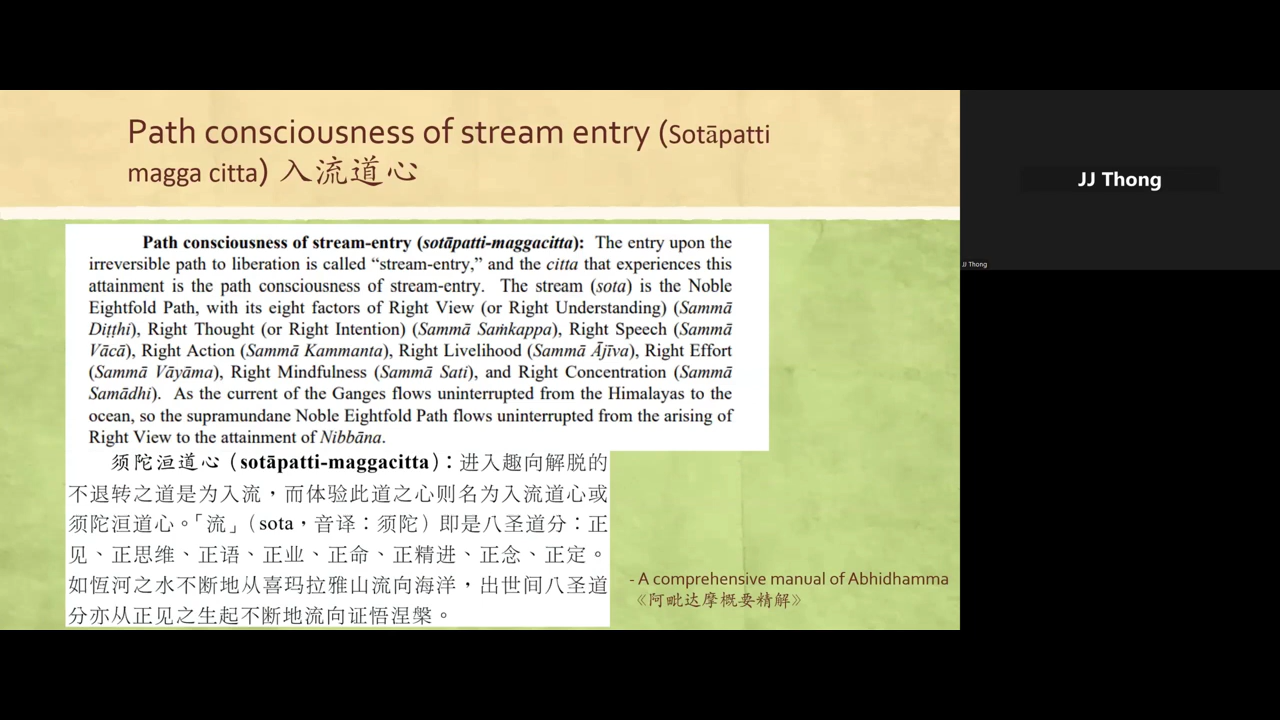 Path consciousness of stream entry (Sotāpatti
magga citta) 入流道心
Path consciousness of stream-entry (sotāpatti-maggacitta): The entry upon the
irreversible path to liberation is called “stream-entry,” and the citta that experiences this
attainment is the path consciousness of stream-entry. The stream (sota) is the Noble
Eightfold Path, with its eight factors of Right View (or Right Understanding) (Sammā
Diṭṭhi), Right Thought (or Right Intention) (Sammā Saṁkappa), Right Speech (Sammā
Vācā), Right Action (Sammā Kammanta), Right Livelihood (Sammā Ājīva), Right Effort
(Sammā Vāyāma), Right Mindfulness (Sammā Sati), and Right Concentration (Sammā
Samādhi). As the current of the Ganges flows uninterrupted from the Himalayas to the
ocean, so the supramundane Noble Eightfold Path flows uninterrupted from the arising of
Right View to the attainment of Nibbāna.
须陀洹道心（sotāpatti-maggacitta）：进入趣向解脱的
不退转之道是为入流，而体验此道之心则名为入流道心或
须陀洹道心。「流」（sota，音译：须陀）即是八圣道分：正
见、正思维、正语、正业、正命、正精进、正念、正定。
如恆河之水不断地从喜玛拉雅山流向海洋，出世间八圣道
分亦从正见之生起不断地流向证悟涅槃。
- A comprehensive manual of Abhidhamma
《阿毗达摩概要精解》
JJ Thong
JJ Thong